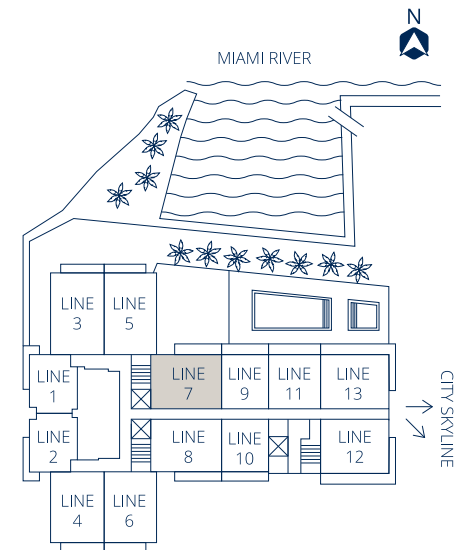 N
MIAMI RIVER
LINE
3
LINE
5
LINE
1
LINE
7
LINE
9
LINE
11
LINE
13
CITY SKYLINE
LINE
2
LINE
8
LINE
10
LINE
12
LINE
4
LINE
6